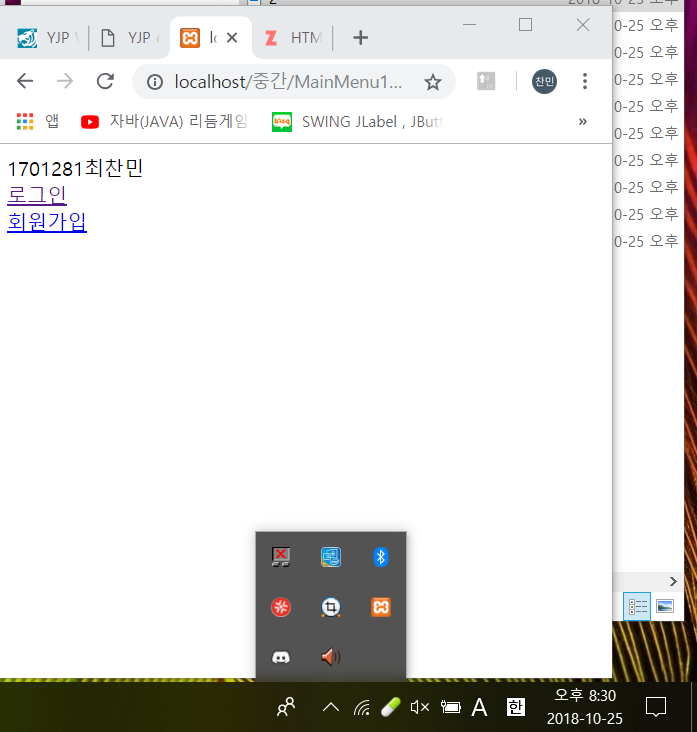 2
2018-10-25 오후
YJP
YJP
HTM
0-25 오후
localhost/중간/MainMenu1...
찬민
0-25 오후
0-25 오후
앱
자바(JAVA) 리듬게임
blog
SWING JLabel , JButt
»
0-25 오후
0-25 오후
1701281최찬민
0-25 오후
로그인
0-25 오후
회원가입
0-25 오후
0-25 오후
A
한
오후 8:30
2018-10-25